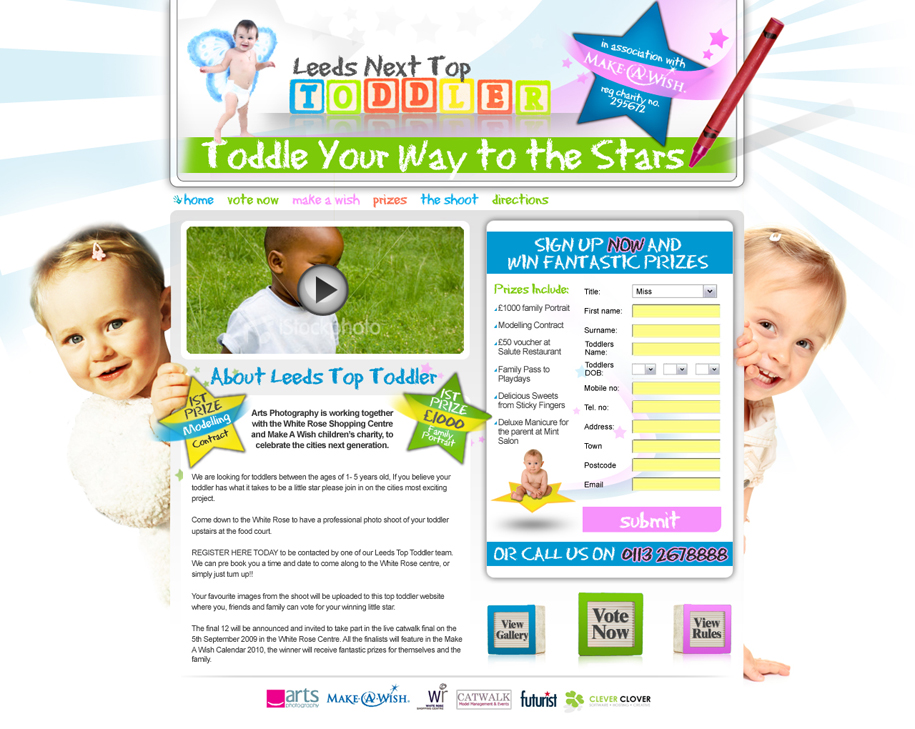 Leeds Next Top
TODDLER
in association with
MAKE-A-WISH®
reg charity no.
295672
Toddle Your Way to the Stars
home vote now make a wish prizes the shoot directions
iStockphoto
About Leeds Top Toddler
1ST
PRIZE
Modelling
Contract
Arts Photography is working together
with the White Rose Shopping Centre
and Make A Wish children's charity, to
celebrate the cities next generation.
1ST
PRIZE
£1000
Family
Portrait
We are looking for toddlers between the ages of 1- 5 years old, If you believe your
toddler has what it takes to be a little star please join in on the cities most exciting
project.
Come down to the White Rose to have a professional photo shoot of your toddler
upstairs at the food court.
REGISTER HERE TODAY to be contacted by one of our Leeds Top Toddler team.
We can pre book you a time and date to come along to the White Rose centre, or
simply just turn up!!
Your favourite images from the shoot will be uploaded to this top toddler website
where you, friends and family can vote for your winning little star.
The final 12 will be announced and invited to take part in the live catwalk final on the
5th September 2009 in the White Rose Centre. All the finalists will feature in the Make
A Wish Calendar 2010, the winner will receive fantastic prizes for themselves and the
family.
SIGN UP NOW AND
WIN FANTASTIC PRIZES
Prizes Include:
£1000 family Portrait
Modelling Contract
£50 voucher at
Salute Restaurant
Family Pass to
Playdays
Delicious Sweets
from Sticky Fingers
Deluxe Manicure for
the parent at Mint
Salon
Title: Miss
First name:
Surname:
Toddlers
Name:
Toddlers
DOB:
Mobile no:
Tel. no:
Address:
Town
Postcode
Email
submit
OR CALL US ON 0113 2678888
View
Gallery
Vote
Now
View
Rules
arts
photography
MAKE-A-WISH®
WR
WHITE ROSE
SHOPPING CENTRE
CATWALK
Model Management & Events
futurist
CLEVER CLOVER